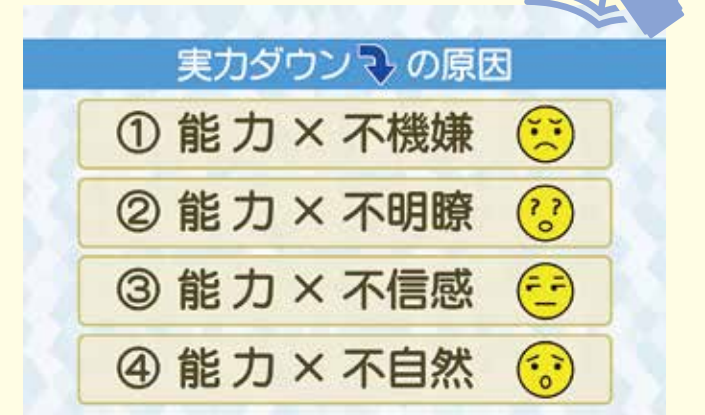 実力ダウン⤵の原因
① 能力 × 不機嫌
② 能力 × 不明瞭
③ 能力 × 不信感
④ 能力 × 不自然